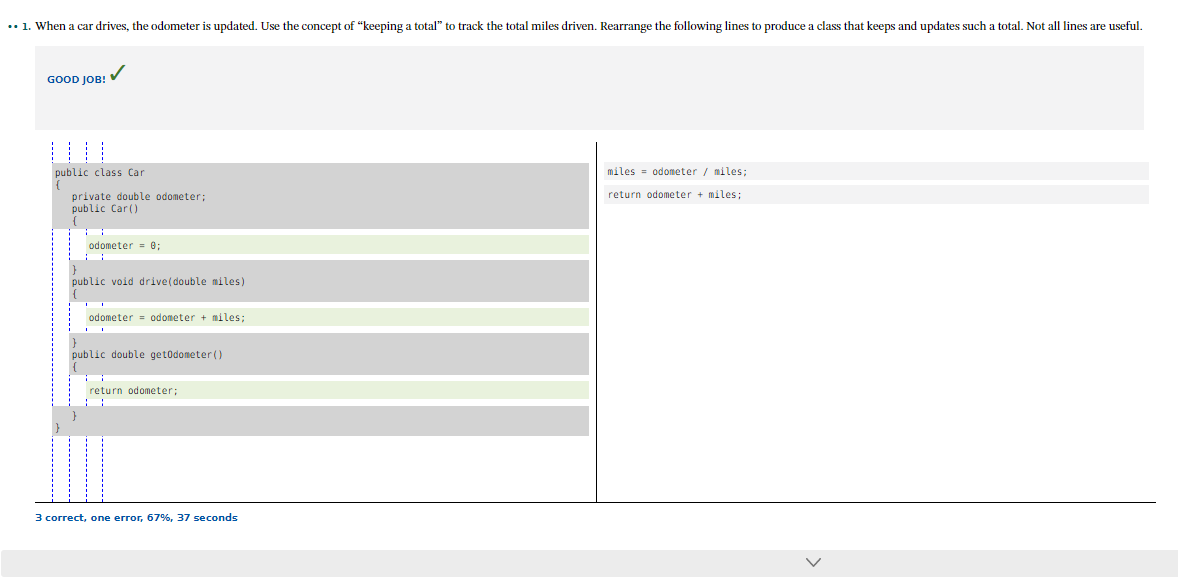 •• 1. When a car drives, the odometer is updated. Use the concept of “keeping a total” to track the total miles driven. Rearrange the following lines to produce a class that keeps and updates such a total. Not all lines are useful.
GOOD JOB! ✓
public class Car
{
private double odometer;
public Car()
{
odometer = 0;
}
public void drive(double miles)
{
odometer = odometer + miles;
}
public double getOdometer()
{
return odometer;
}
}
miles = odometer / miles;
return odometer + miles;
3 correct, one error, 67%, 37 seconds